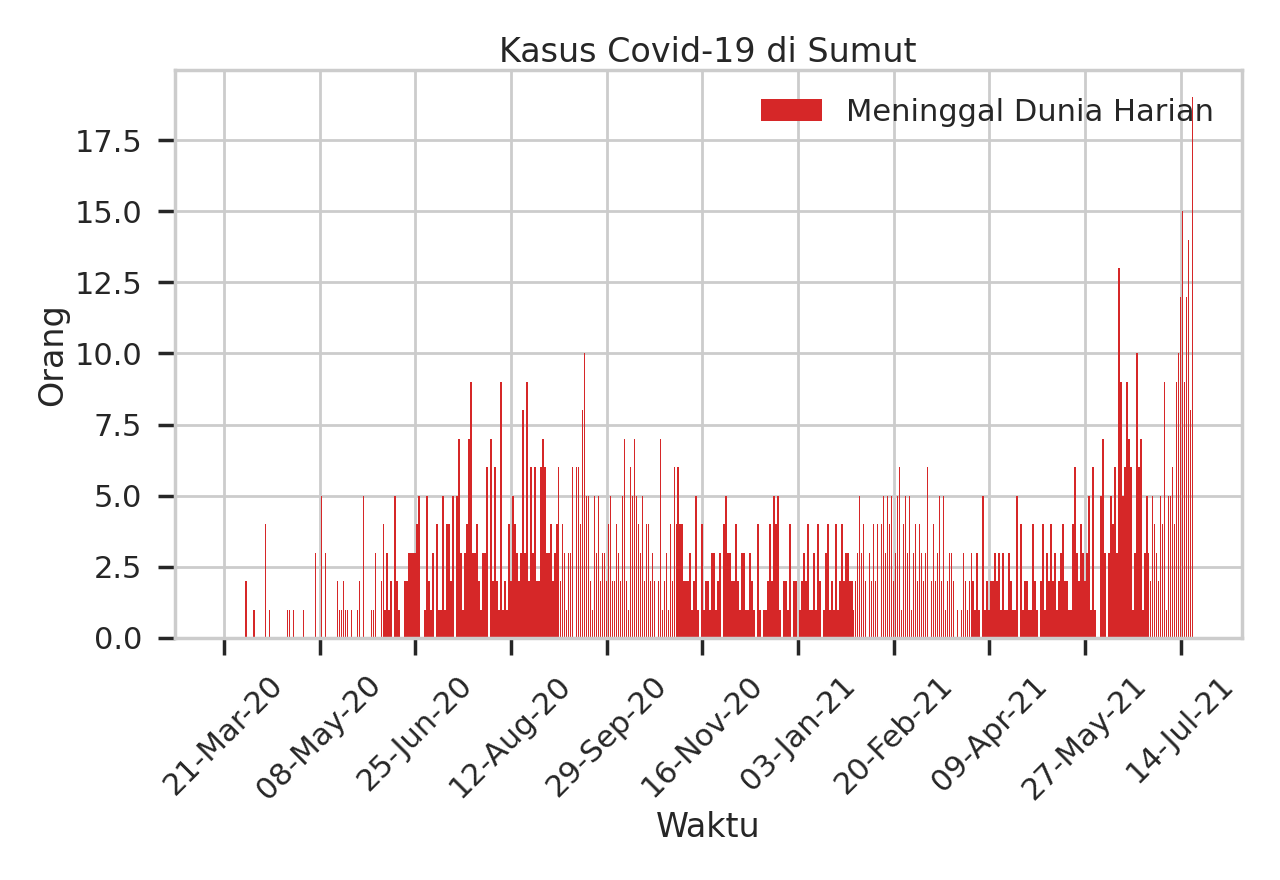 Kasus Covid-19 di Sumut
Meninggal Dunia Harian
Orang
17.5
15.0
12.5
10.0
7.5
5.0
2.5
0.0
21-Mar-20
08-May-20
25-Jun-20
12-Aug-20
29-Sep-20
16-Nov-20
03-Jan-21
20-Feb-21
09-Apr-21
27-May-21
14-Jul-21
Waktu